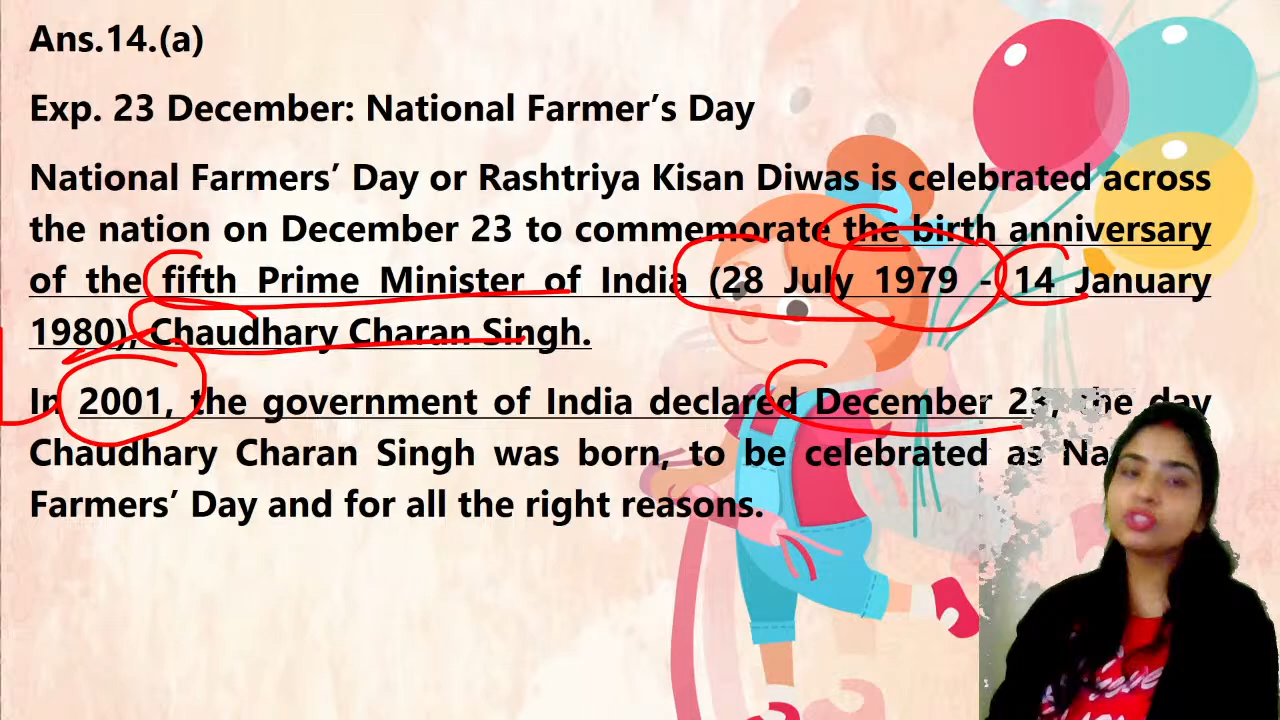 Ans.14.(a)
Exp. 23 December: National Farmer's Day
National Farmers' Day or Rashtriya Kisan Diwas is celebrated across
the nation on December 23 to commemorate the birth anniversary
of the fifth Prime Minister of India (28 July 1979 - 14 January
1980), Chaudhary Charan Singh.
In 2001, the government of India declared December 23, the day
Chaudhary Charan Singh was born, to be celebrated as
Farmers' Day and for all the right reasons.